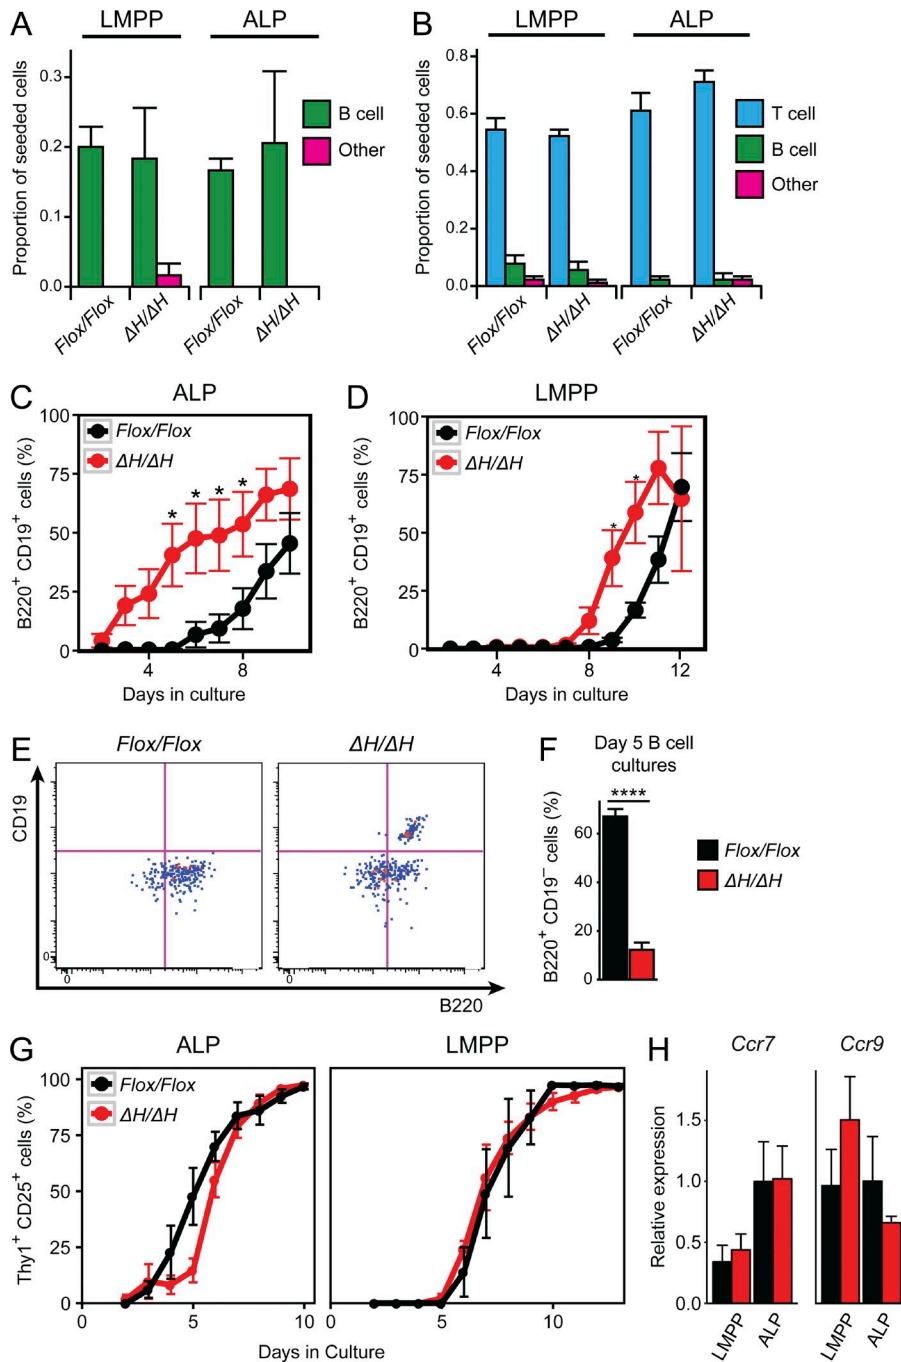 A
LMPP
ALP
Proportion of seeded cells
0.3
0.2
0.1
0.0
Flox/Flox
ΔH/ΔH
Flox/Flox
ΔH/ΔH
B cell
Other
B
LMPP
ALP
Proportion of seeded cells
0.8
0.6
0.4
0.2
0.0
Flox/Flox
ΔH/ΔH
Flox/Flox
ΔH/ΔH
T cell
B cell
Other
C
ALP
B220+ CD19+ cells (%)
100
75
50
25
0
Flox/Flox
ΔH/ΔH
* * * *
4
8
Days in culture
D
LMPP
B220+ CD19+ cells (%)
100
75
50
25
0
Flox/Flox
ΔH/ΔH
* *
4
8
12
Days in culture
E
Flox/Flox
ΔH/ΔH
CD19
0
0
0
B220
F
Day 5 B cell
cultures
****
B220+ CD19− cells (%)
60
40
20
0
Flox/Flox
ΔH/ΔH
G
ALP
LMPP
Thy1+ CD25+ cells (%)
100
75
50
25
0
Flox/Flox
ΔH/ΔH
0
5
10
0
5
10
Days in Culture
H
Ccr7
Ccr9
Relative expression
1.5
1.0
0.5
0.0
LMPP
ALP
LMPP
ALP